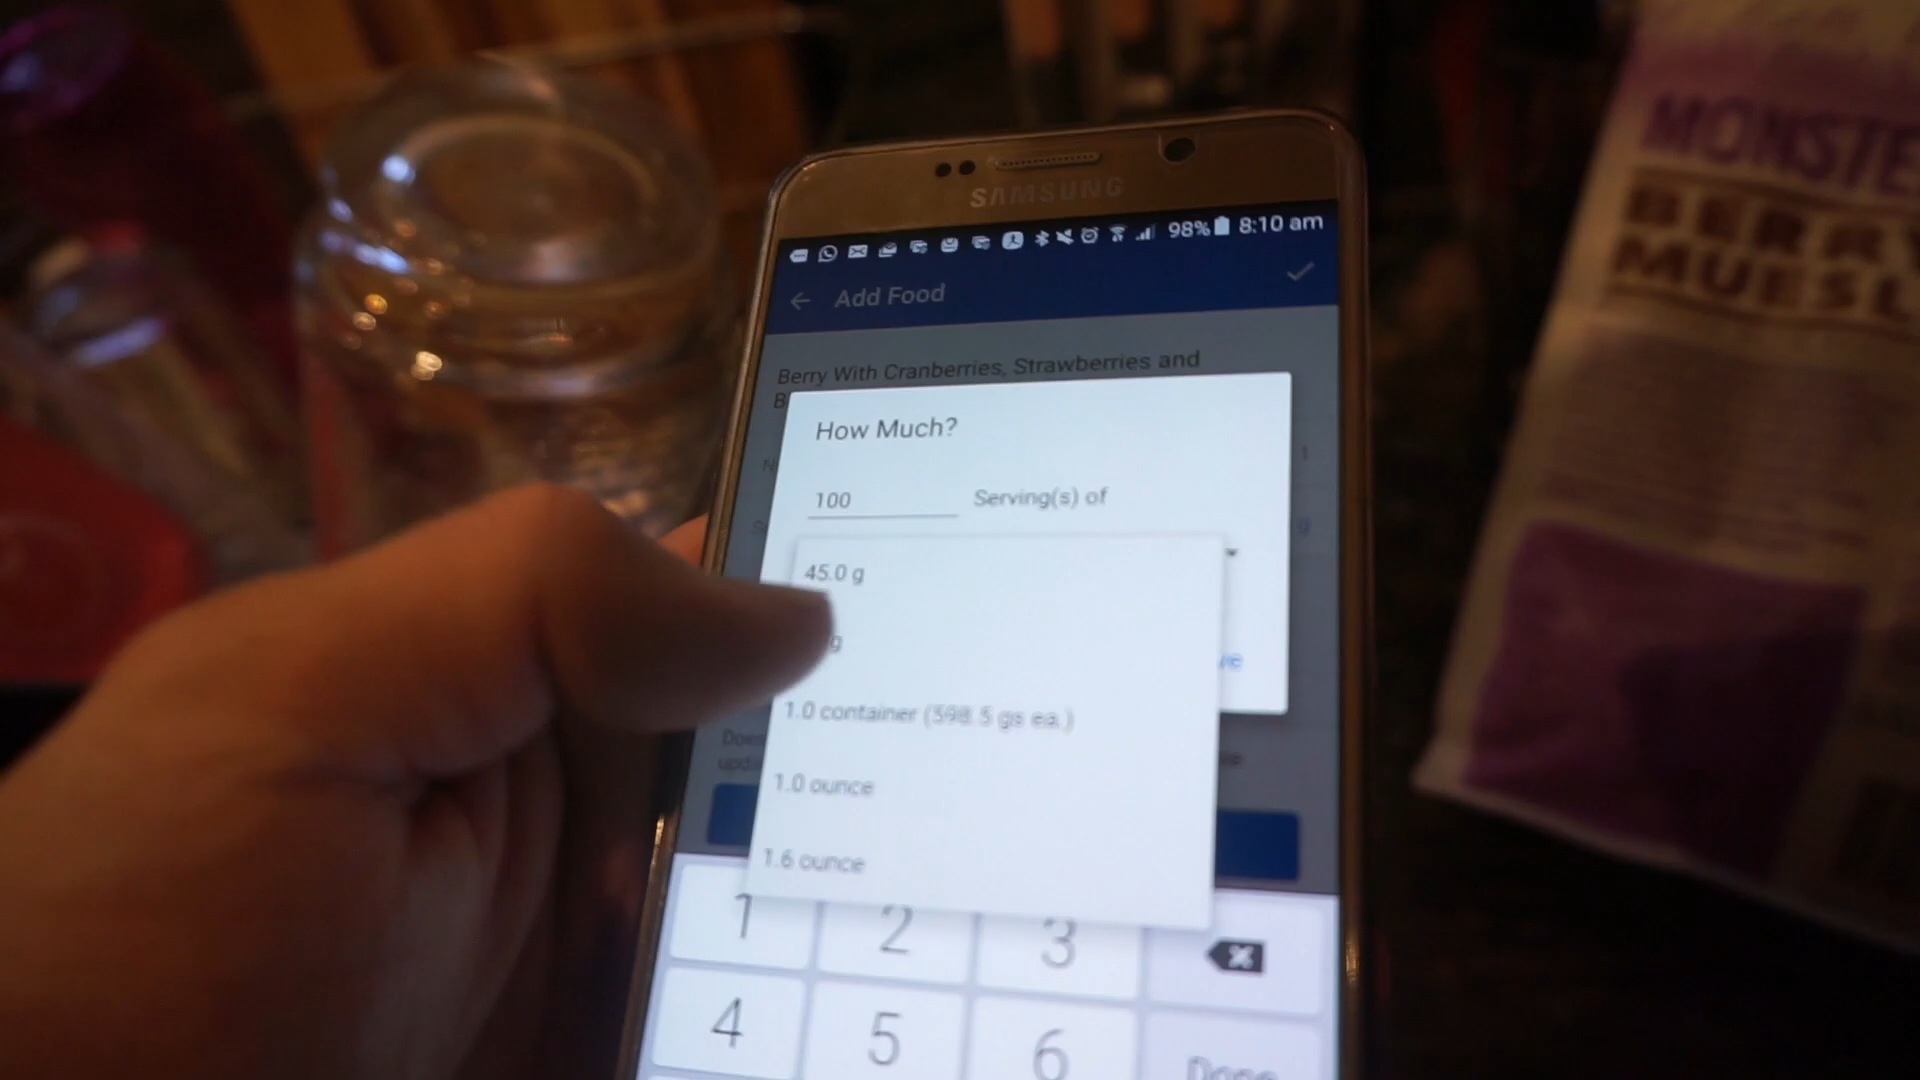 SAMSUNG
98% 8:10 am
Add Food
Berry With Cranberries, Strawberries and
B
How Much?
1
100 Serving(s) of
45.0 g
g
1.0 container (598.5 gs ea.)
1.0 ounce
1.6 ounce
1 2 3
4 5 6 Done
MONSTE
BERRY
MUESL